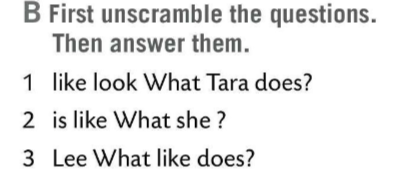 B First unscramble the questions.
Then answer them.
1 like look What Tara does?
2 is like What she ?
3 Lee What like does?